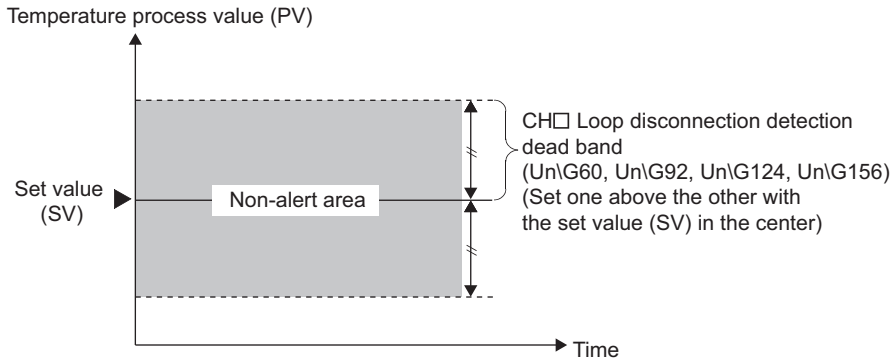 Temperature process value (PV)
CH□ Loop disconnection detection
dead band
(Un\G60, Un\G92, Un\G124, Un\G156)
(Set one above the other with
the set value (SV) in the center)
Set value
(SV)
Non-alert area
Time